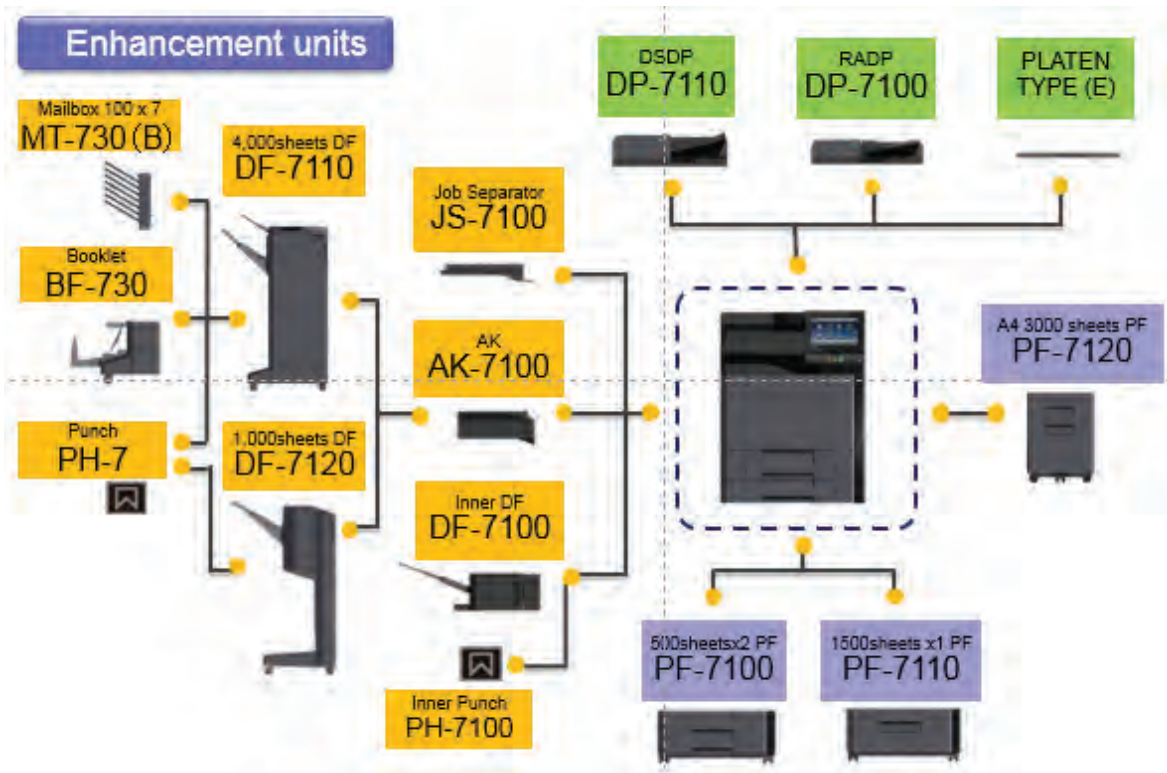 Enhancement units
DSDP
DP-7110
RADP
DP-7100
PLATEN
TYPE (E)
Mailbox 100 x 7
MT-730 (B)
4,000sheets DF
DF-7110
Job Separator
JS-7100
Booklet
BF-730
AK
AK-7100
A4 3000 sheets PF
PF-7120
Punch
PH-7
1,000sheets DF
DF-7120
Inner DF
DF-7100
500sheetsx2 PF
PF-7100
1500sheets x1 PF
PF-7110
Inner Punch
PH-7100